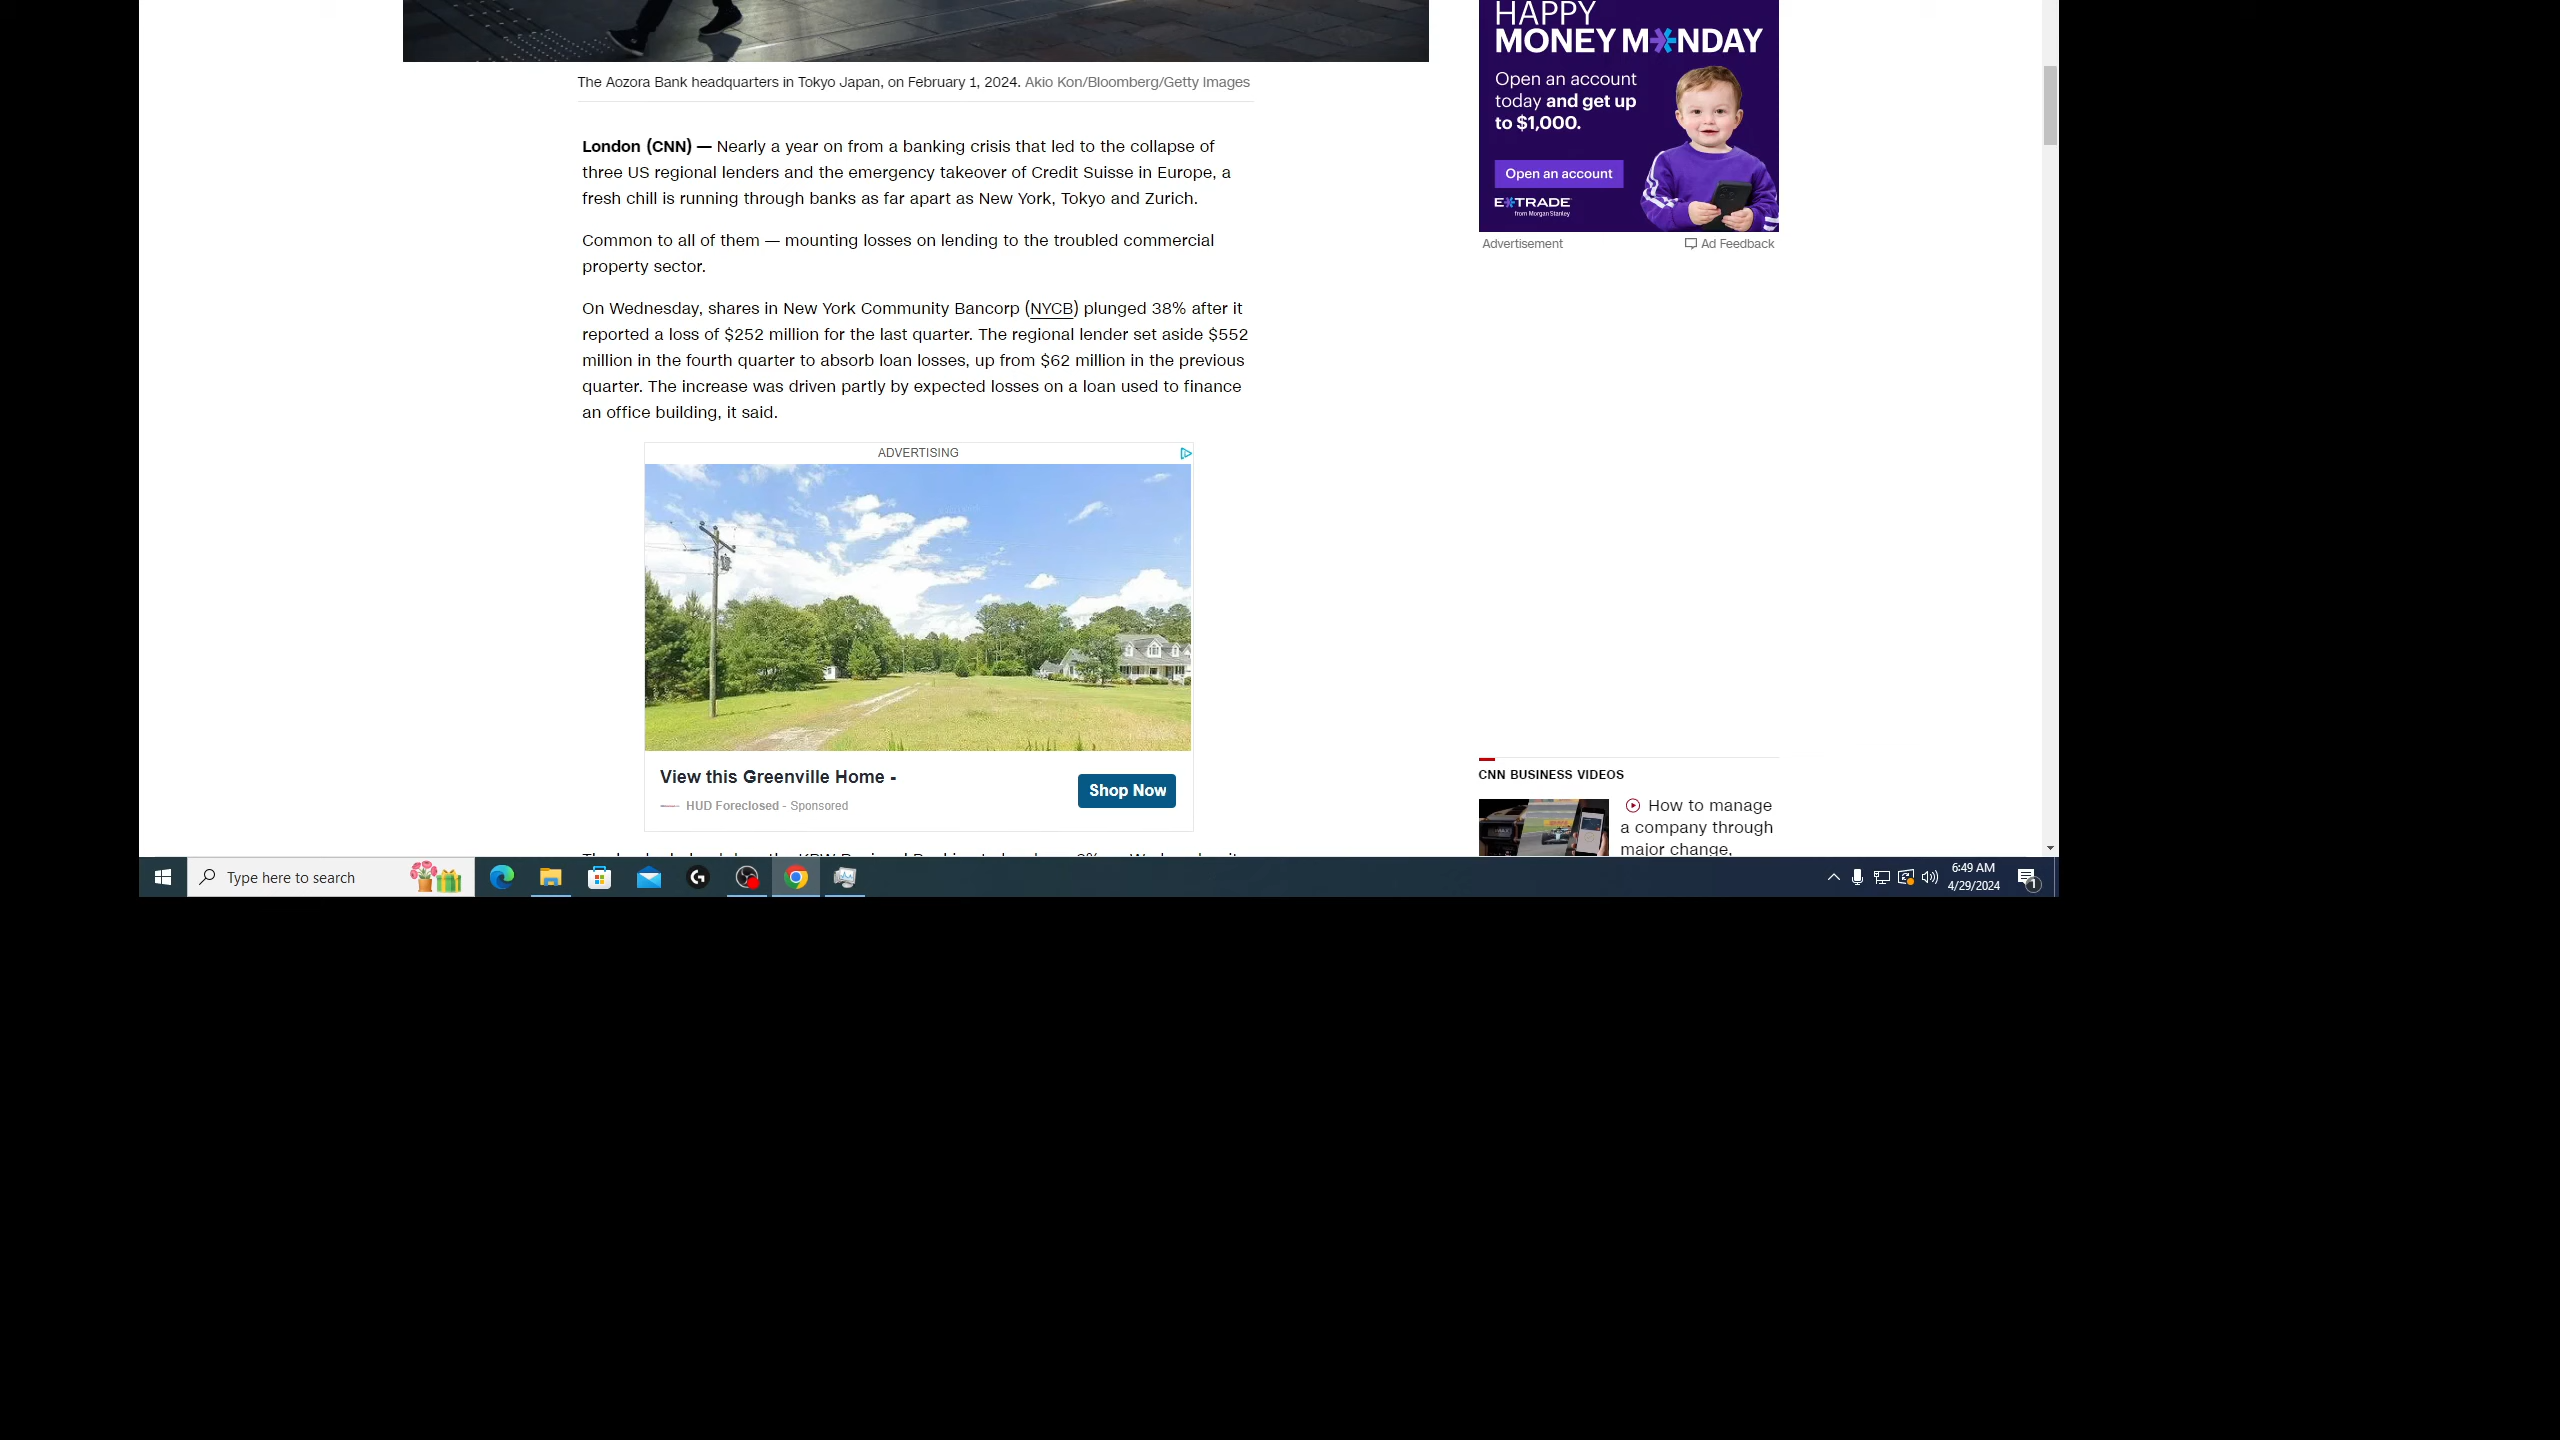 The Aozora Bank headquarters in Tokyo Japan, on February 1, 2024. Akio Kon/Bloomberg/Getty Images
London (CNN) — Nearly a year on from a banking crisis that led to the collapse of
three US regional lenders and the emergency takeover of Credit Suisse in Europe, a
fresh chill is running through banks as far apart as New York, Tokyo and Zurich.
Common to all of them — mounting losses on lending to the troubled commercial
property sector.
On Wednesday, shares in New York Community Bancorp (NYCB) plunged 38% after it
reported a loss of $252 million for the last quarter. The regional lender set aside $552
million in the fourth quarter to absorb loan losses, up from $62 million in the previous
quarter. The increase was driven partly by expected losses on a loan used to finance
an office building, it said.
ADVERTISING
View this Greenville Home -
HUD Foreclosed - Sponsored
Shop Now
HAPPY
MONEY MONDAY
Open an account
today and get up
to $1,000.
Open an account
E*TRADE
from Morgan Stanley
Advertisement
Ad Feedback
CNN BUSINESS VIDEOS
How to manage
a company through
major change,
Type here to search
6:49 AM
4/29/2024
1